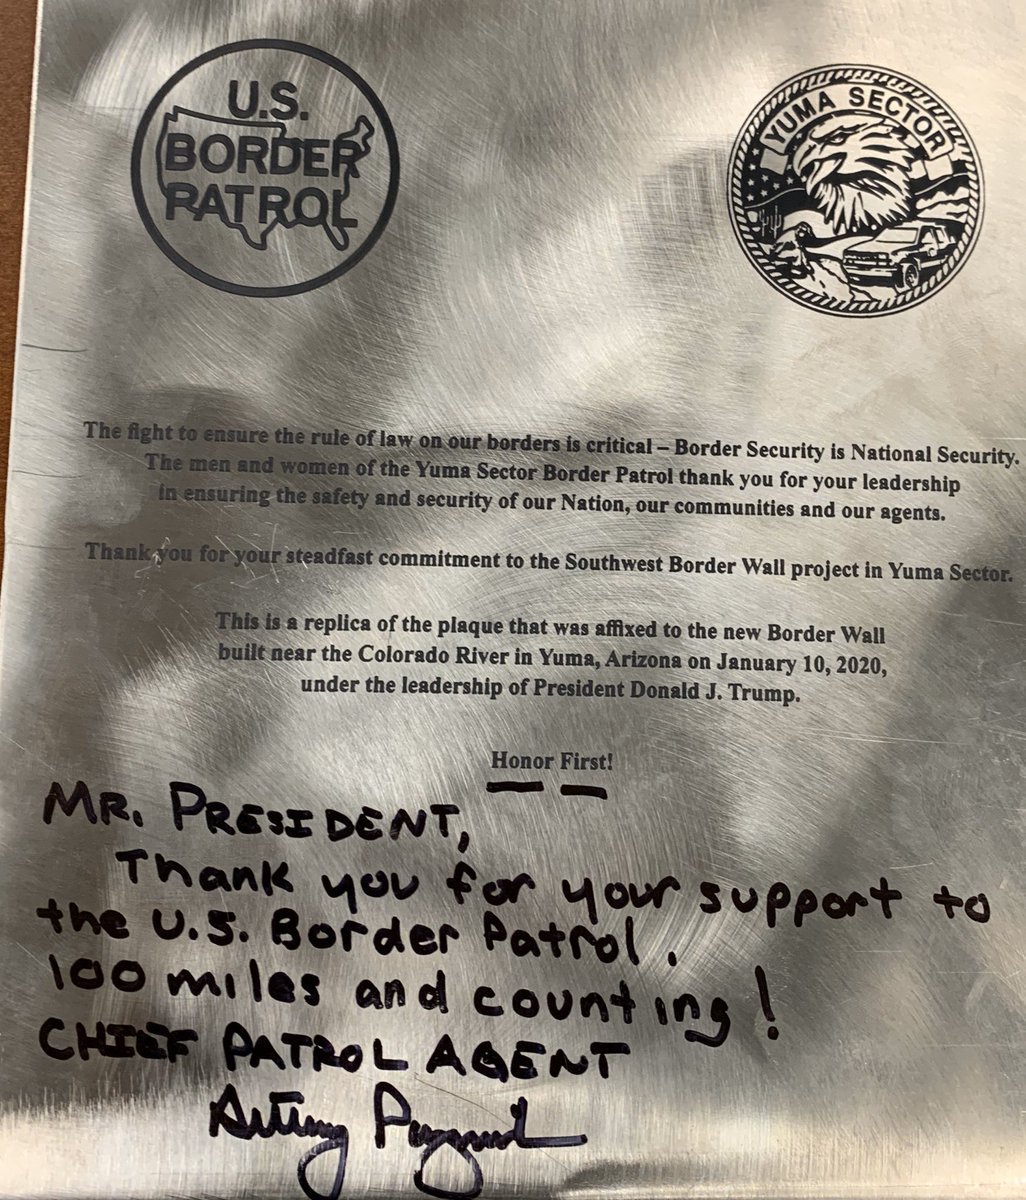 U.S.
BORDER
PATROL
YUMA SECTOR
The fight to ensure the rule of law on our borders is critical – Border Security is National Security.
The men and women of the Yuma Sector Border Patrol thank you for your leadership
in ensuring the safety and security of our Nation, our communities and our agents.
Thank you for your steadfast commitment to the Southwest Border Wall project in Yuma Sector.
This is a replica of the plaque that was affixed to the new Border Wall
built near the Colorado River in Yuma, Arizona on January 10, 2020,
under the leadership of President Donald J. Trump.
Honor First!
MR. PRESIDENT,
Thank you for your support to
the U.S. Border Patrol.
100 miles and counting!
CHIEF PATROL AGENT